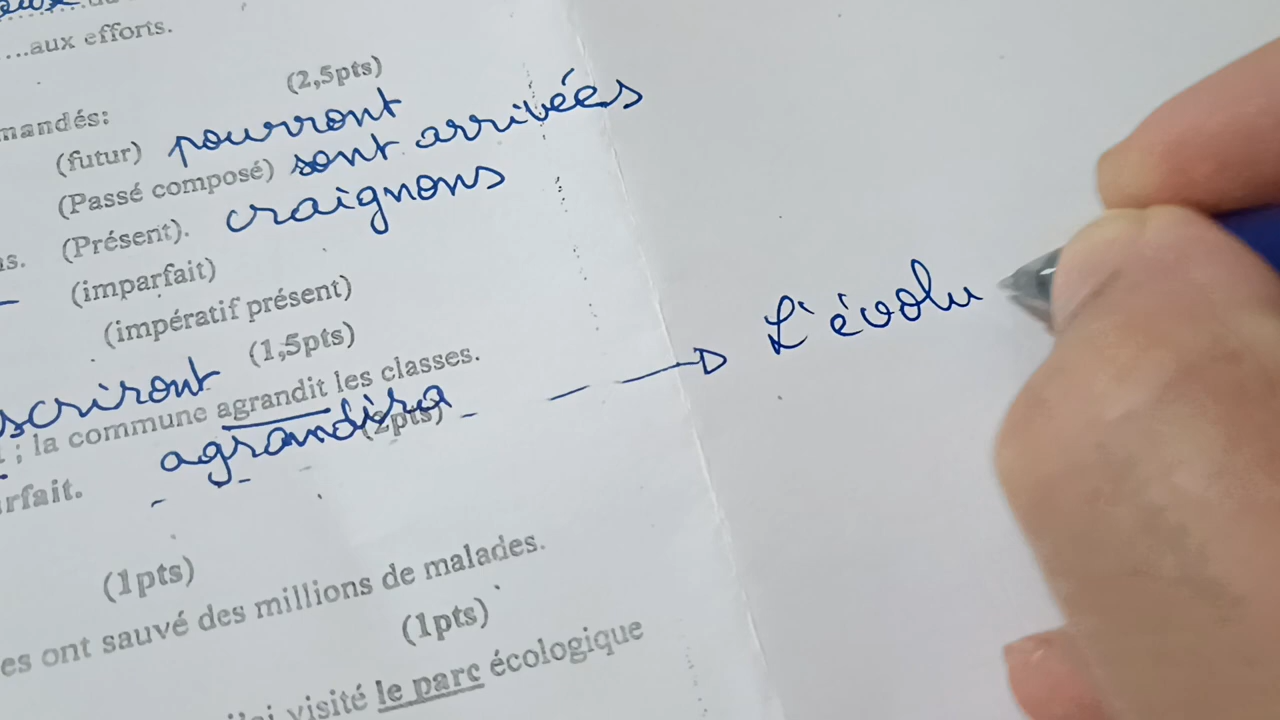 ...aux efforts.
(2,5pts)
mandés:
(futur) pourront
(Passé composé) sont arrivées
(Présent). craignons
(imparfait)
(impératif présent)
scriront (1,5pts)
; la commune agrandit les classes.
agrandira (2pts)
rfait.
L'évolu
(1pts)
es ont sauvé des millions de malades.
(1pts)
j'ai visité le parc écologique